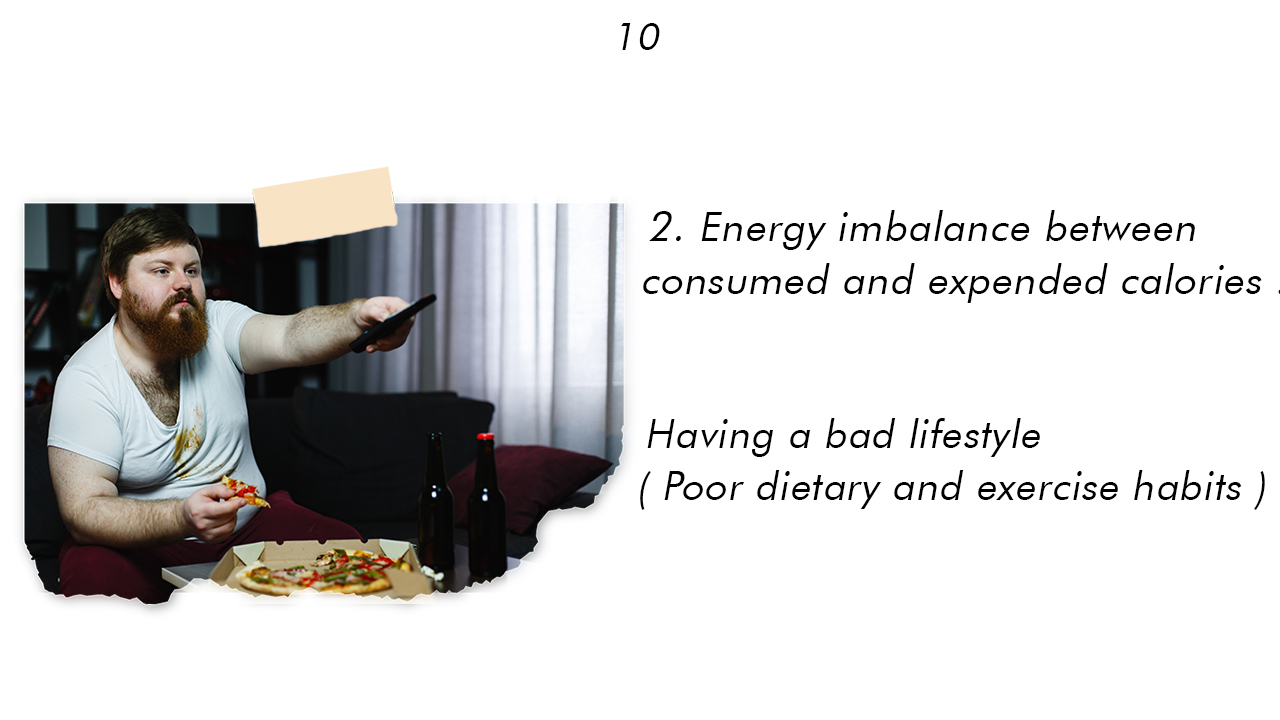 10
2. Energy imbalance between
consumed and expended calories :
Having a bad lifestyle
( Poor dietary and exercise habits )